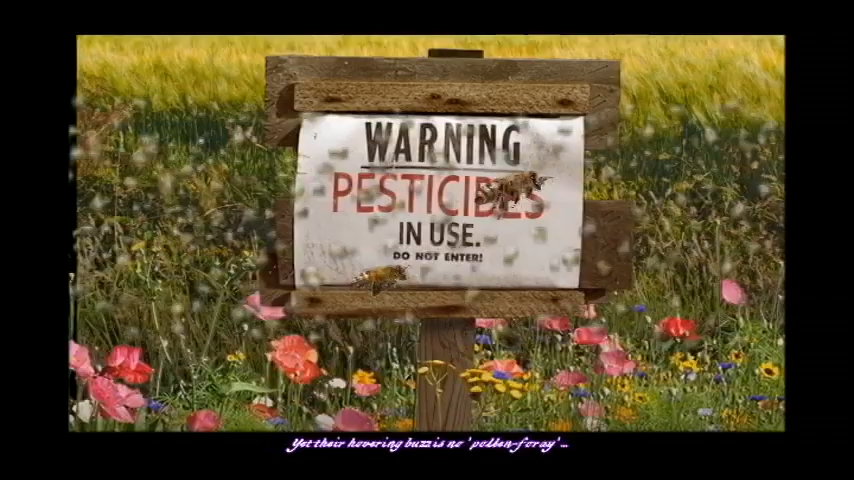 WARNING
PESTICIDES
IN USE.
DO NOT ENTER!
Yet their hovering buzz is no 'pollen-foray'...